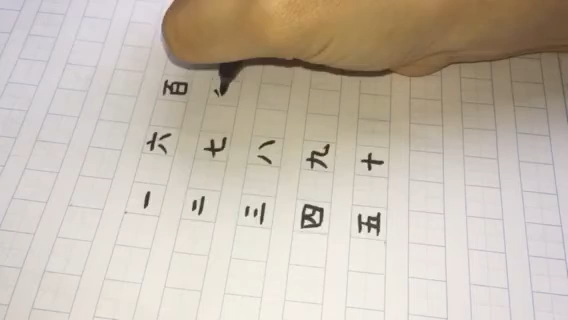 一二三四五
六七八九十
百